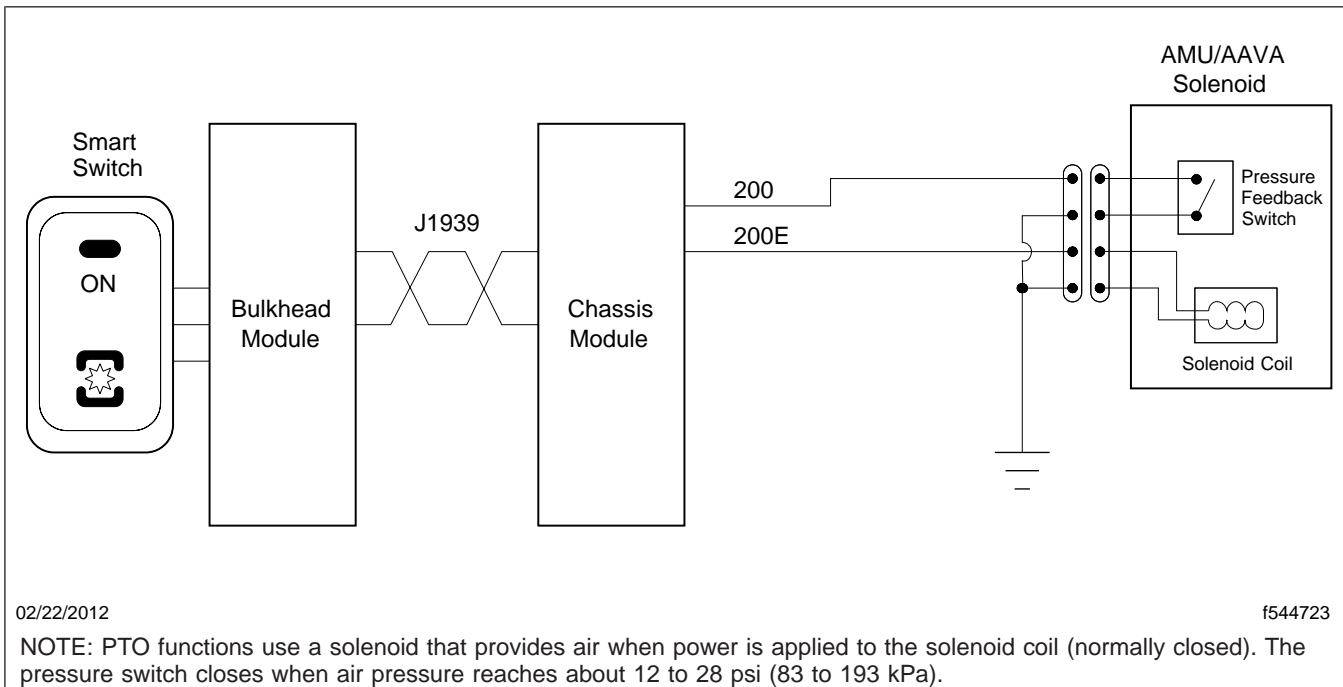 AMU/AAVA
Solenoid
Smart
Switch
ON
Bulkhead
Module
J1939
Chassis
Module
200
200E
Pressure
Feedback
Switch
Solenoid Coil
02/22/2012
f544723
NOTE: PTO functions use a solenoid that provides air when power is applied to the solenoid coil (normally closed). The
pressure switch closes when air pressure reaches about 12 to 28 psi (83 to 193 kPa).